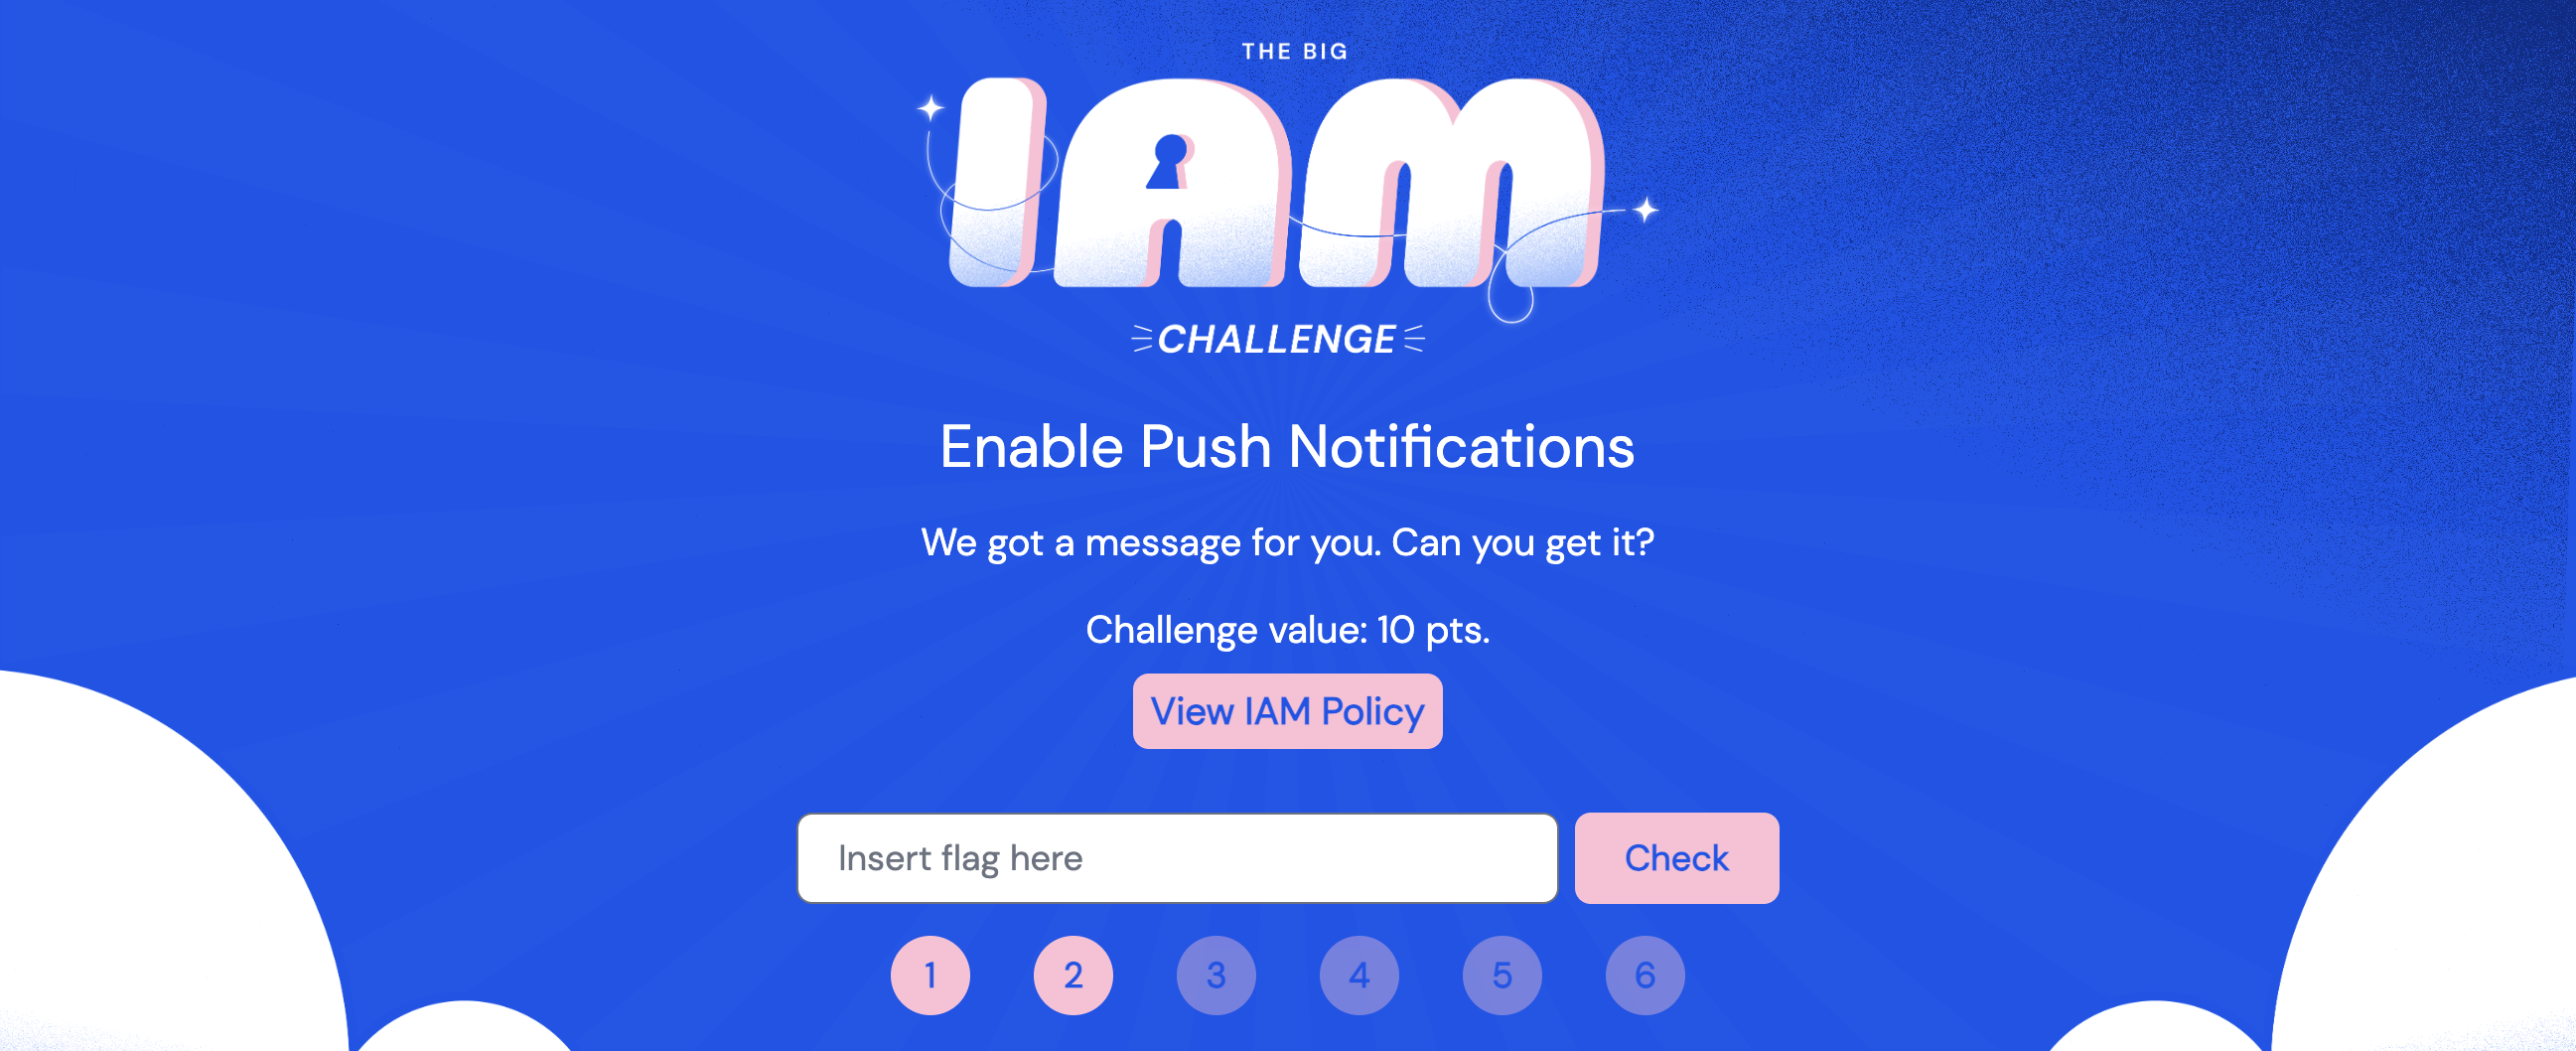 THE BIG
IAM
CHALLENGE
Enable Push Notifications
We got a message for you. Can you get it?
Challenge value: 10 pts.
View IAM Policy
Insert flag here
Check
1 2 3 4 5 6